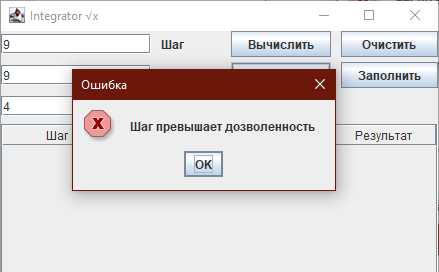 Integrator √x
9 Шаг Вычислить Очистить
9 Заполнить
Ошибка
4
Шаг превышает дозволенность
Шаг Результат
OK